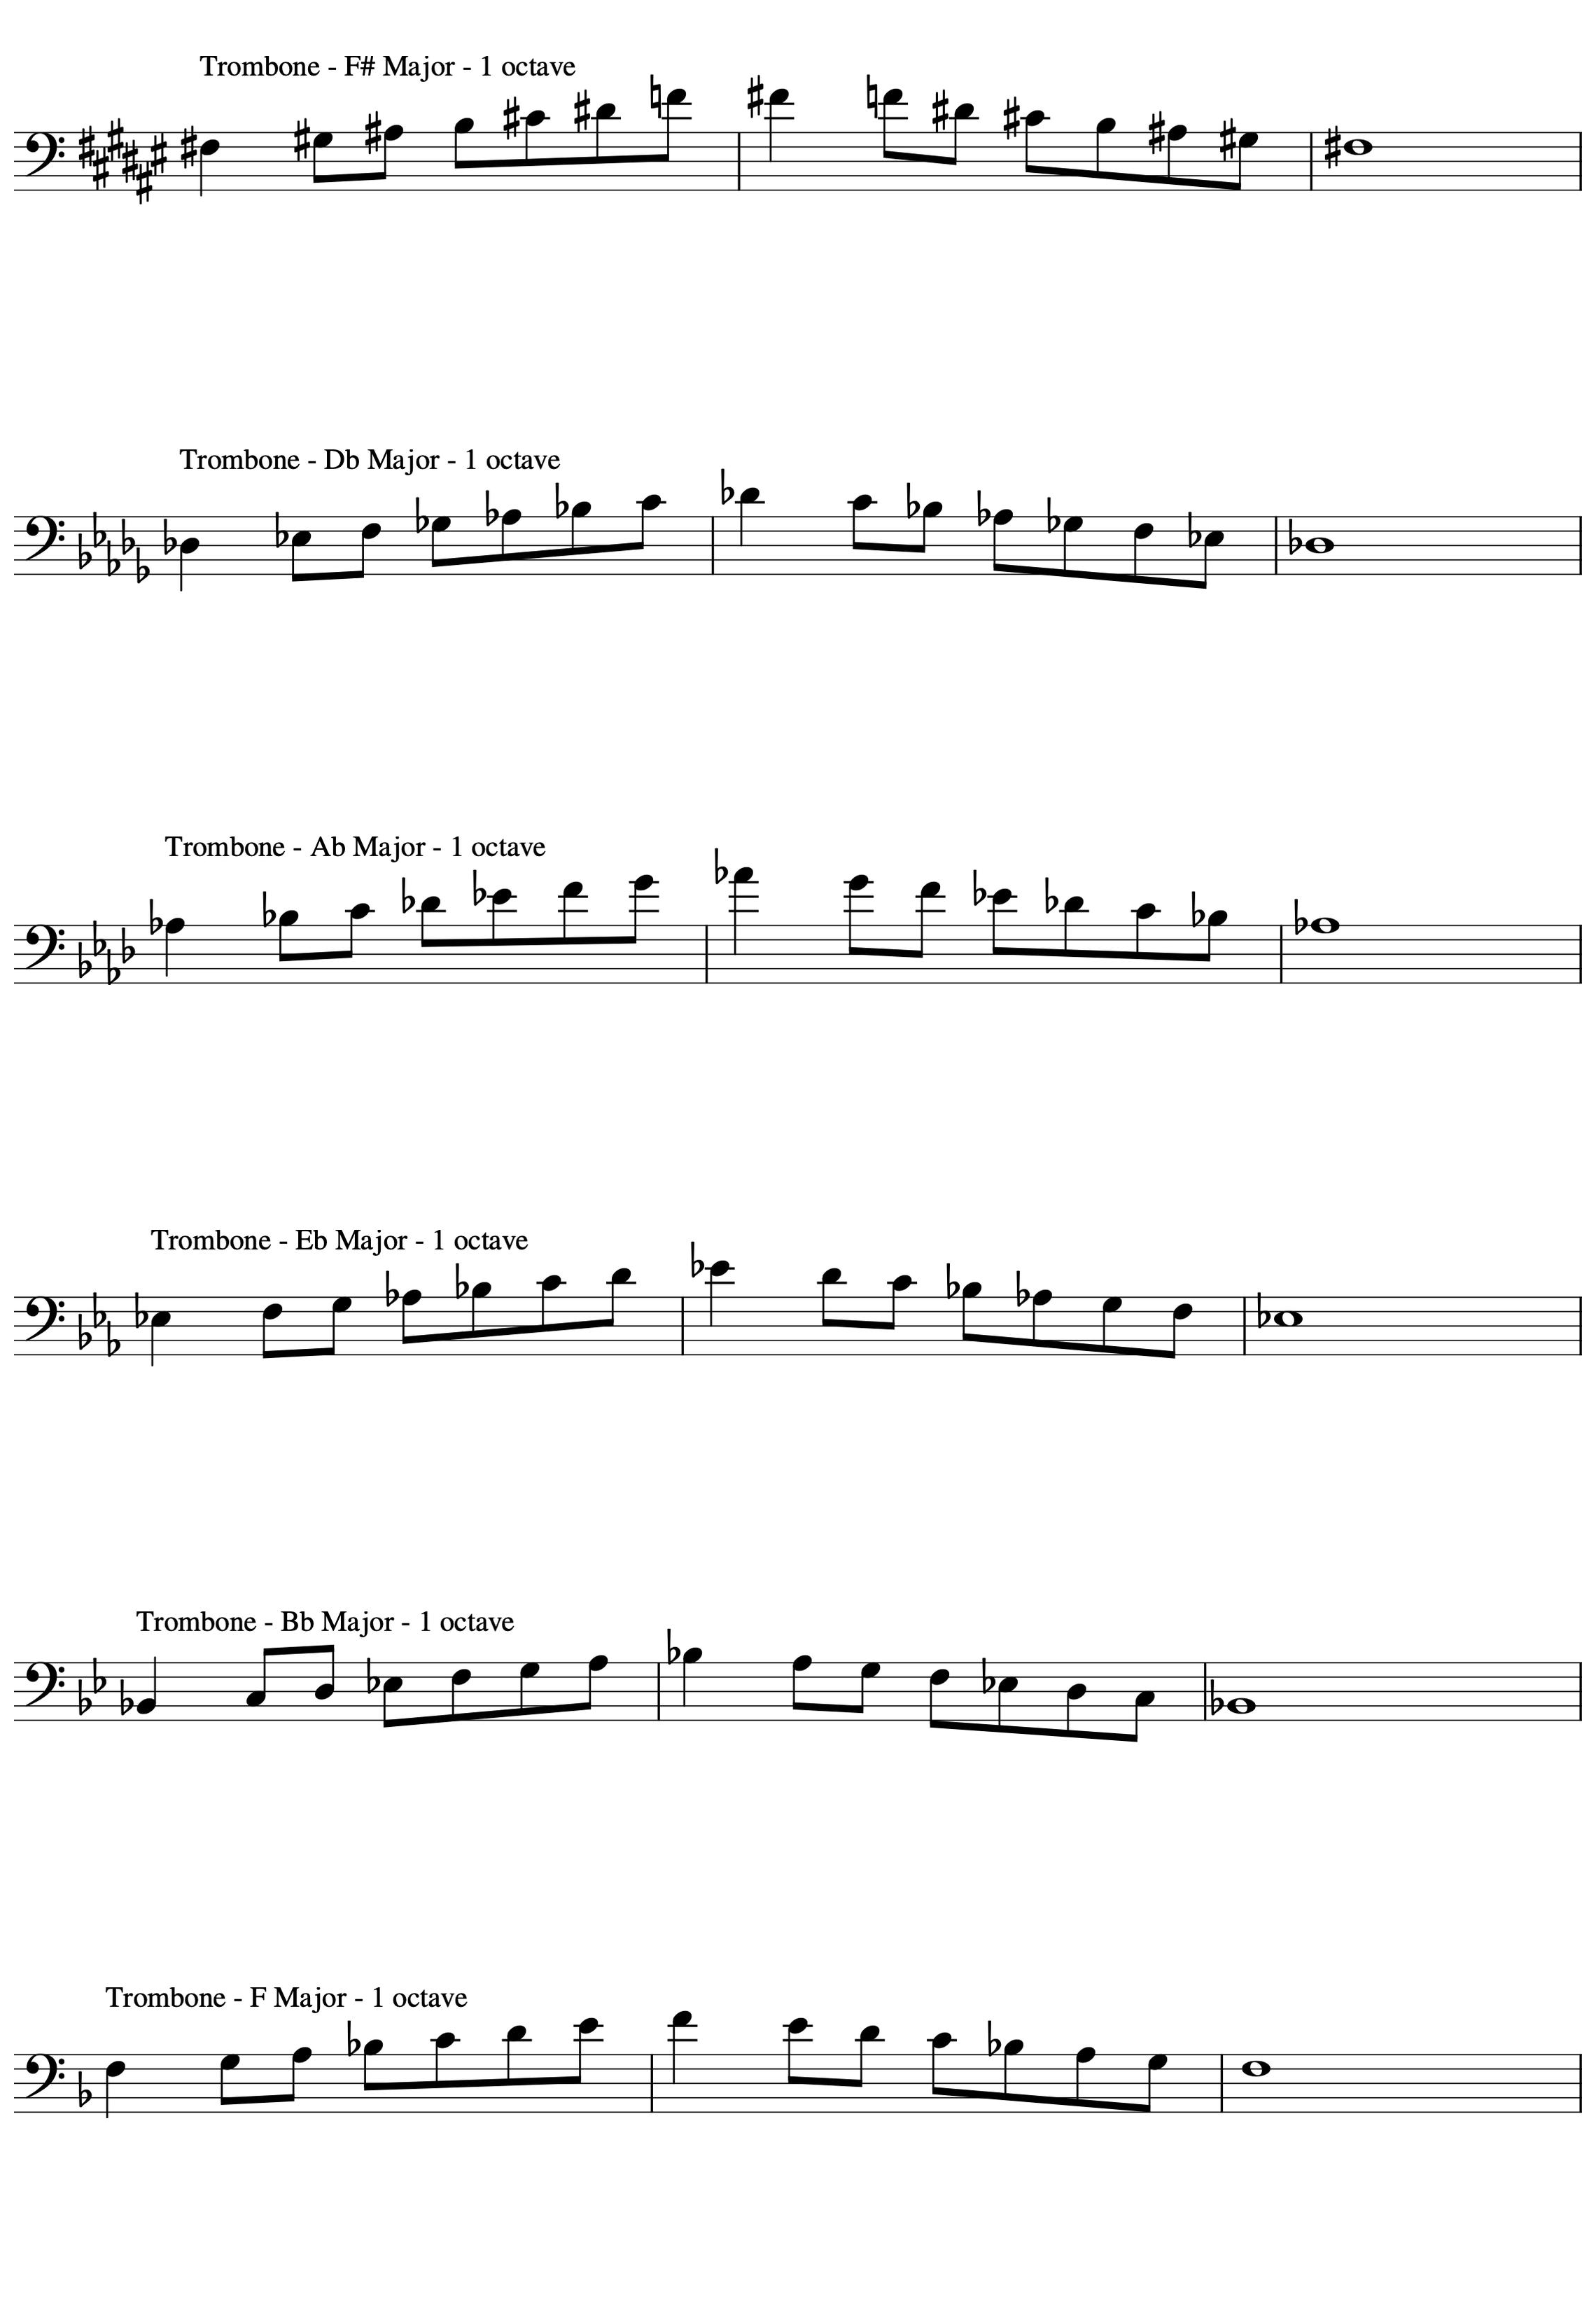 Trombone - F# Major - 1 octave
Trombone - Db Major - 1 octave
Trombone - Ab Major - 1 octave
Trombone - Eb Major - 1 octave
Trombone - Bb Major - 1 octave
Trombone - F Major - 1 octave